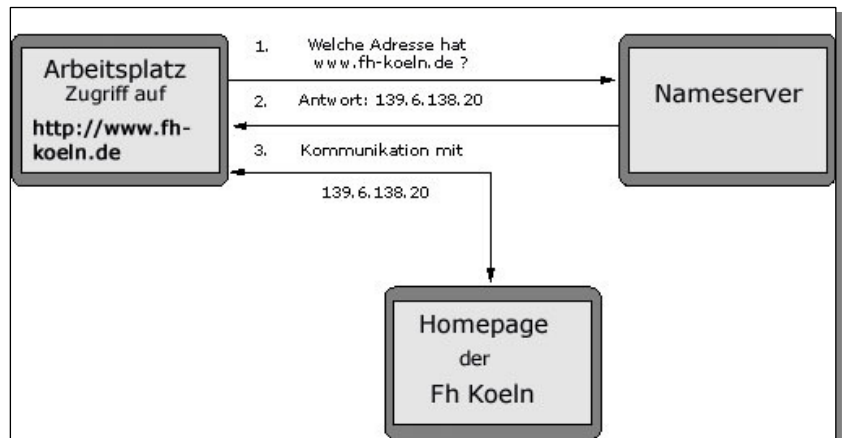 Arbeitsplatz
Zugriff auf
http://www.fh-
koeln.de
1. Welche Adresse hat
www.fh-koeln.de ?
2. Antwort: 139.6.138.20
3. Kommunikation mit
139.6.138.20
Nameserver
Homepage
der
Fh Koeln